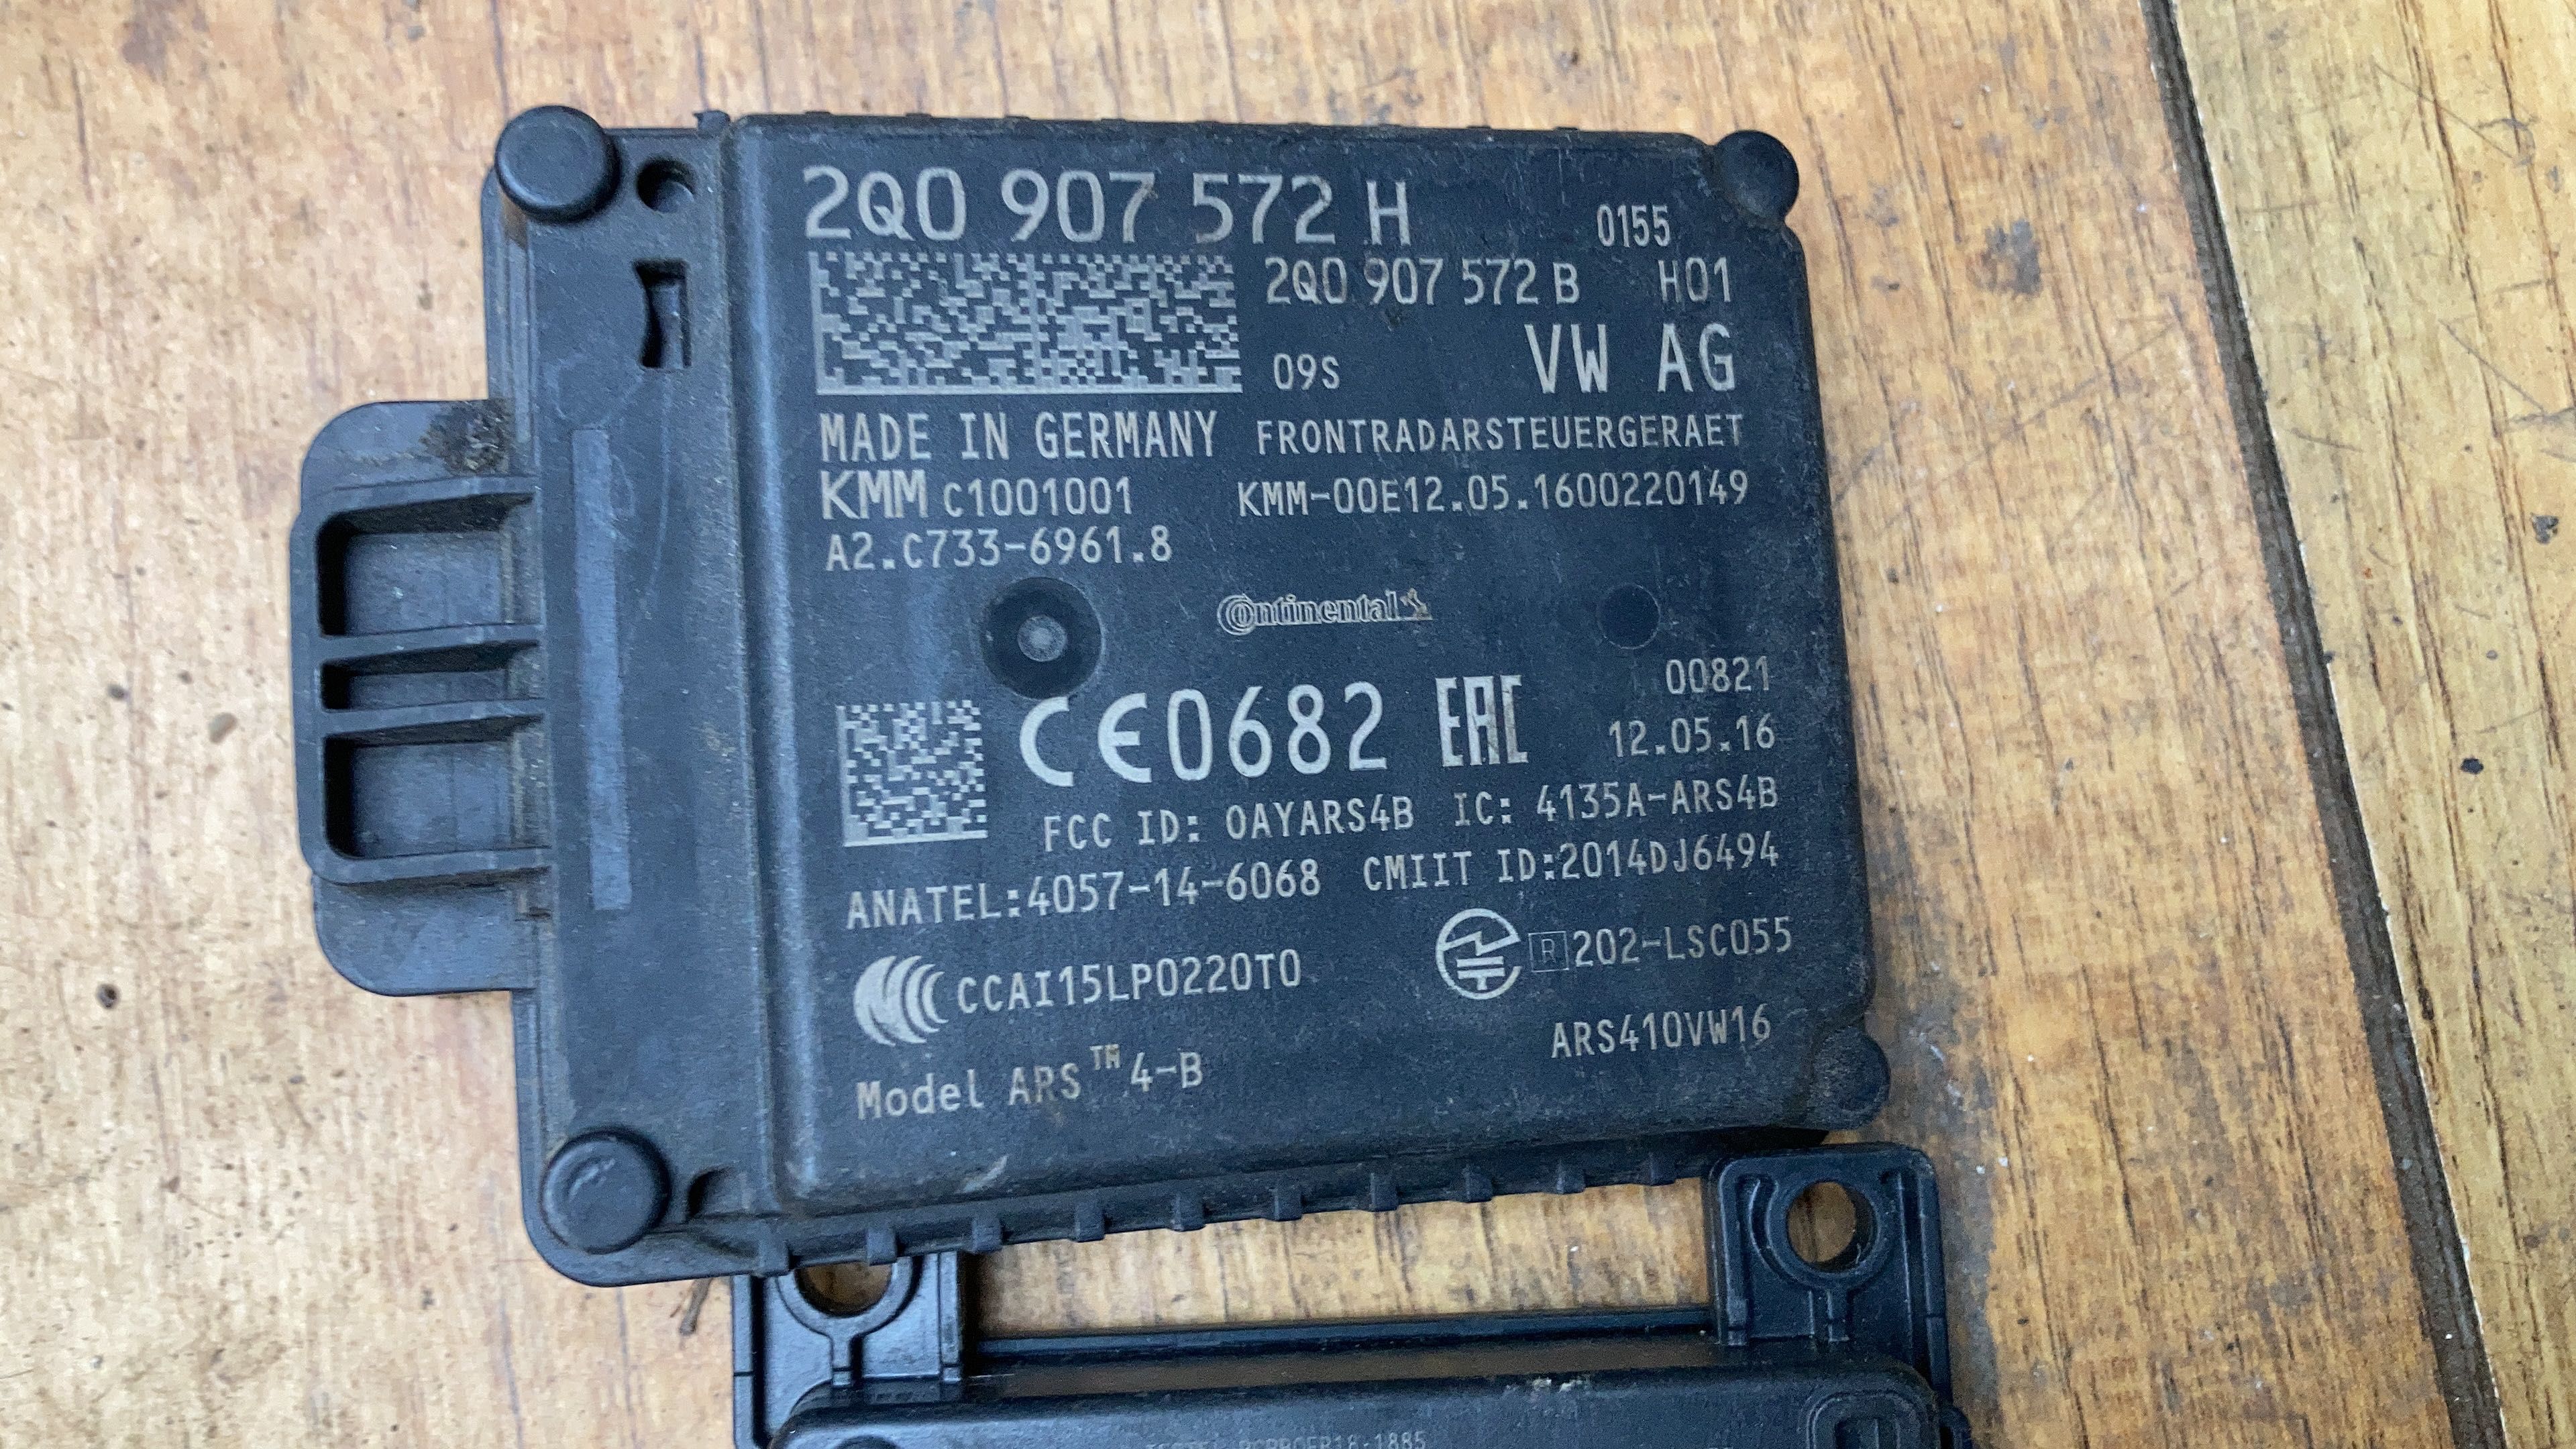 2Q0 907 572 H 0155
2Q0 907 572 B H01
09S VW AG
MADE IN GERMANY FRONTRADARSTEUERGERAET
KMM C1001001 KMM-00E12.05.1600220149
A2.C733-6961.8
Continental
00821
CE0682 EAC 12.05.16
FCC ID: OAYARS4B IC: 4135A-ARS4B
ANATEL:4057-14-6068 CMIIT ID:2014DJ6494
CCAI15LP0220T0 R 202-LSC055
Model ARS™ 4-B ARS410VW16